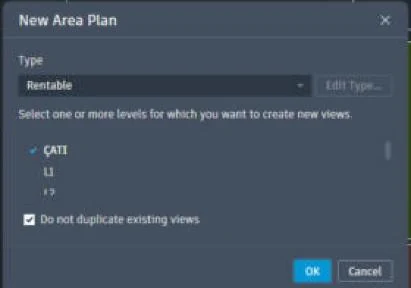 New Area Plan
Type
Rentable
Edit Type...
Select one or more levels for which you want to create new views.
ÇATI
L1
L2
Do not duplicate existing views
OK
Cancel